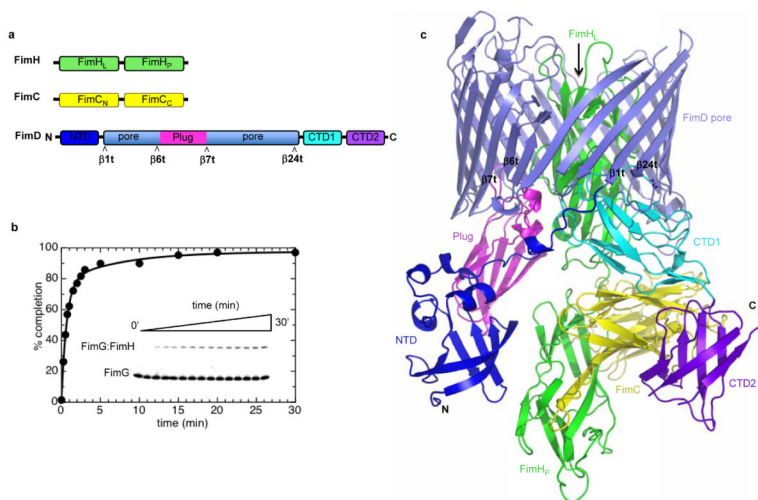 a
FimH
FimH_L FimH_P
FimC
FimC_N FimC_C
FimD N NTD pore Plug pore CTD1 CTD2 C
β1t β6t β7t β24t
b
% completion
100
80
60
40
20
0
time (min)
0' 30'
FimG:FimH
FimG
0 5 10 15 20 25 30
time (min)
c
FimH_L
FimD pore
β6t
β7t
β1t
β24t
Plug
CTD1
NTD
N
C
FimC
CTD2
FimH_P